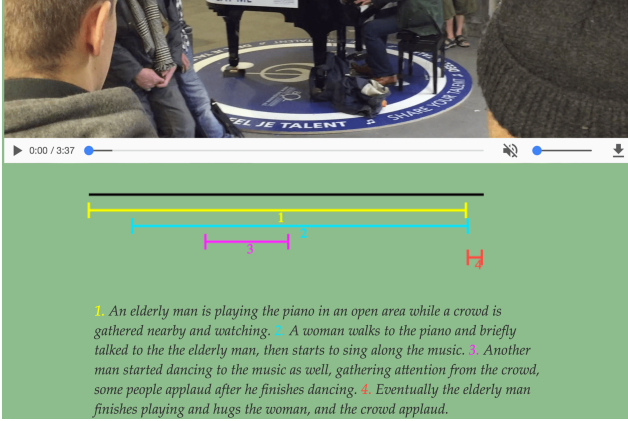 EEL JE TALENT
SHARE YOUR TALENT
0:00 / 3:37
1
2
3
4
1. An elderly man is playing the piano in an open area while a crowd is
gathered nearby and watching. 2. A woman walks to the piano and briefly
talked to the the elderly man, then starts to sing along the music. 3. Another
man started dancing to the music as well, gathering attention from the crowd,
some people applaud after he finishes dancing. 4. Eventually the elderly man
finishes playing and hugs the woman, and the crowd applaud.